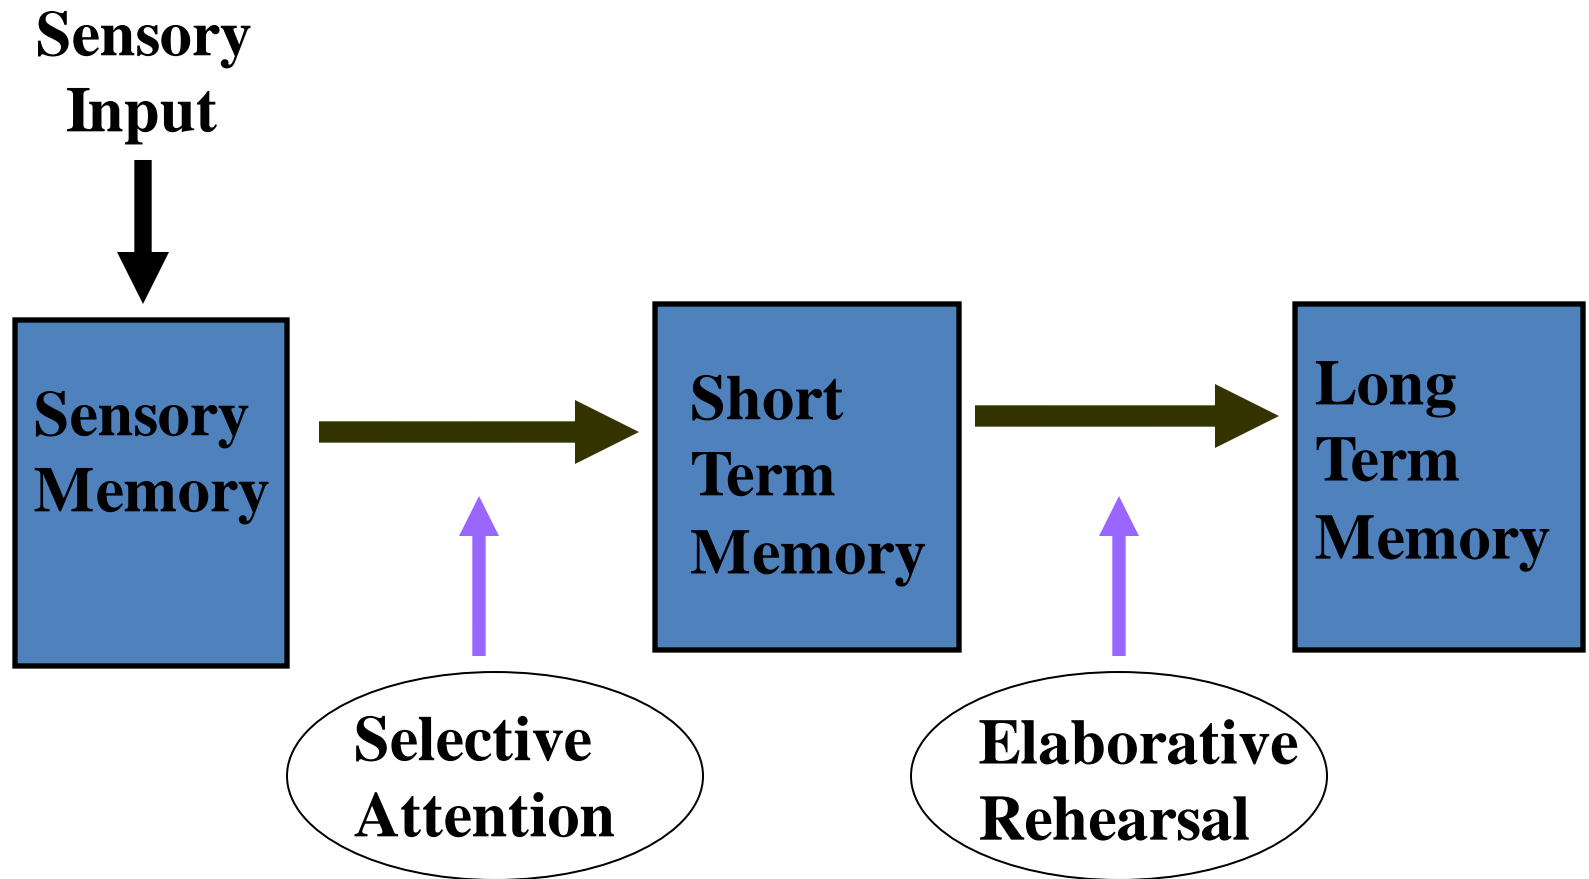 Sensory
Input
Sensory
Memory
Short
Term
Memory
Long
Term
Memory
Selective
Attention
Elaborative
Rehearsal